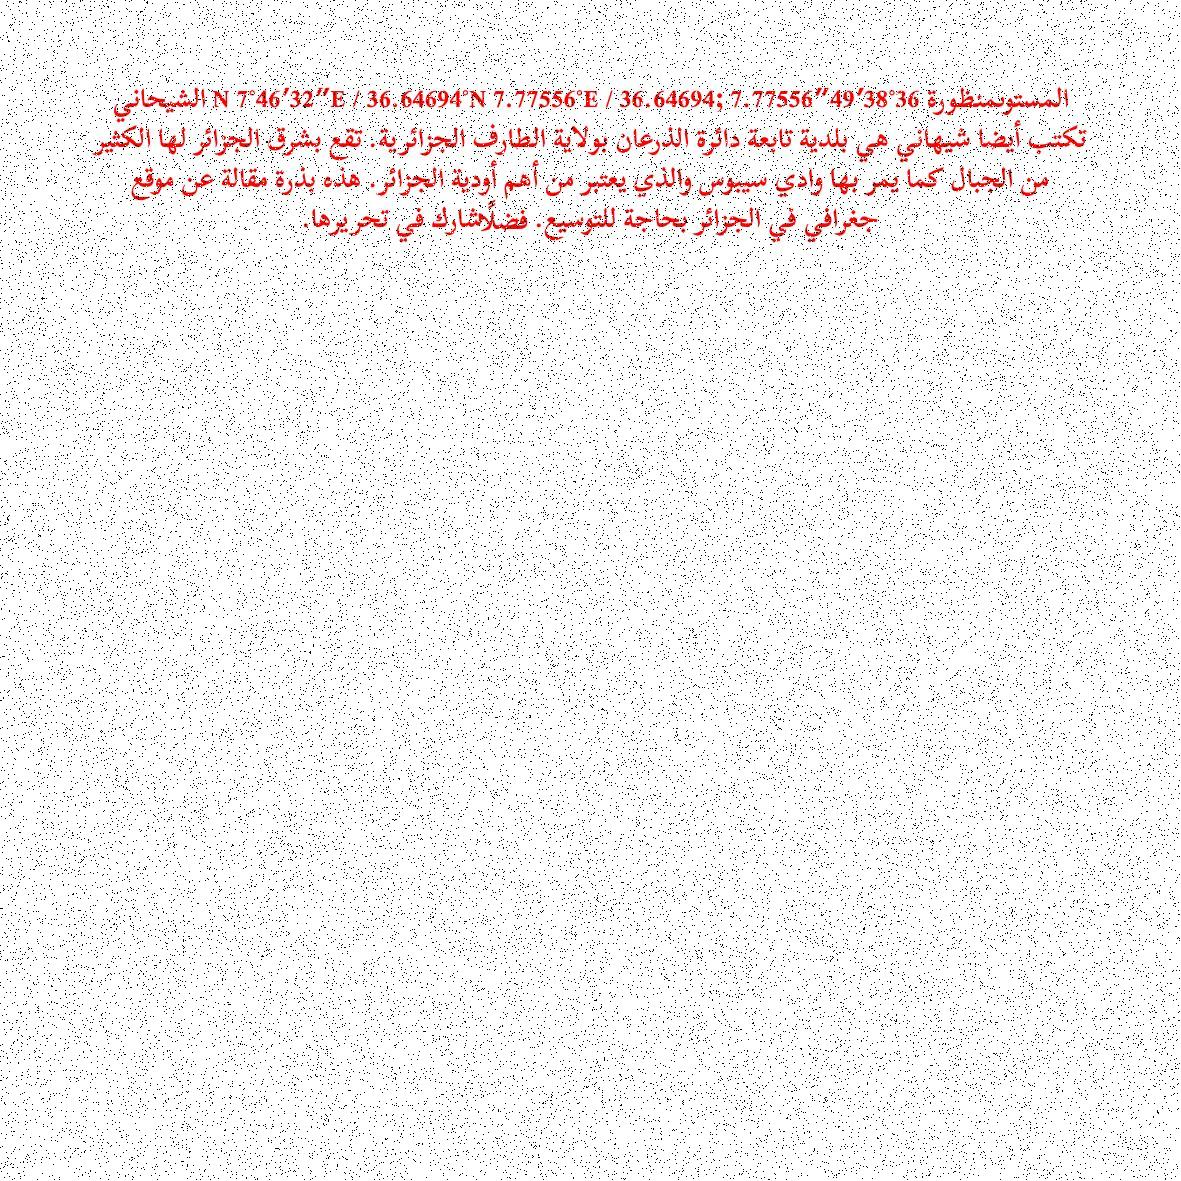 المستوىمنظورة 36°38′49″N 7°46′32″E / 36.64694°N 7.77556°E / 36.64694; 7.77556 الشيحاني
تكتب أيضا شيهاني هي بلدية تابعة دائرة الذرعان بولاية الطارف الجزائرية. تقع بشرق الجزائر لها الكثير
من الجبال كما يمر بها وادي سيبوس والذي يعتبر من أهم أودية الجزائر. هذه بذرة مقالة عن موقع
جغرافي في الجزائر بحاجة للتوسيع. فضلًاشارك في تحريرها.